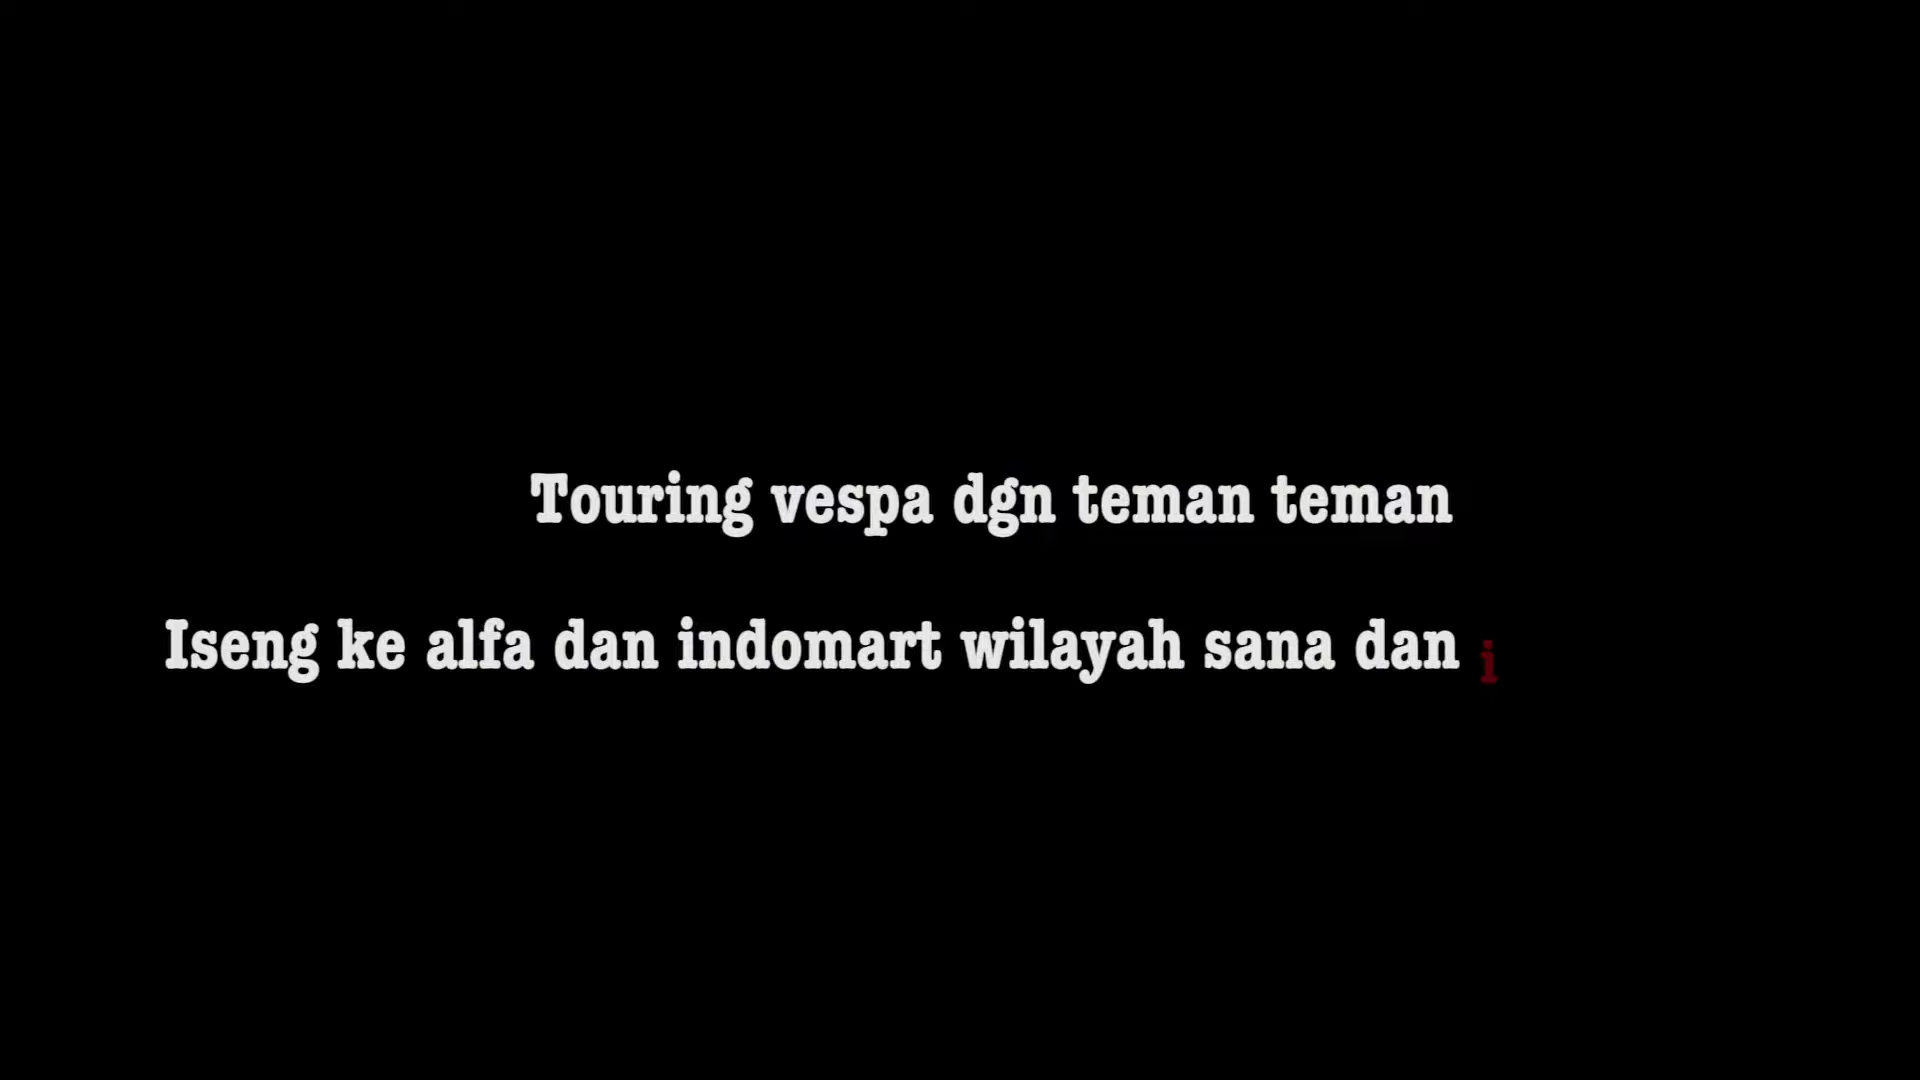 Touring vespa dgn teman teman
Iseng ke alfa dan indomart wilayah sana dan i